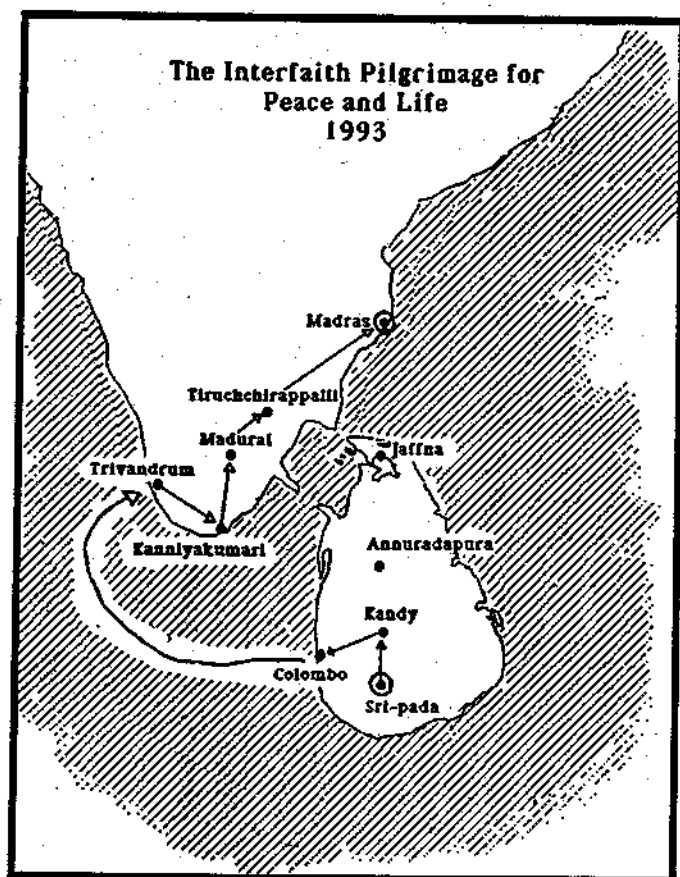 The Interfaith Pilgrimage for
Peace and Life
1993
Madras
Tiruchchirappalli
Madurai
Jaffna
Trivandrum
Kanniyakumari
Annuradapura
Kandy
Colombo
Sri-pada